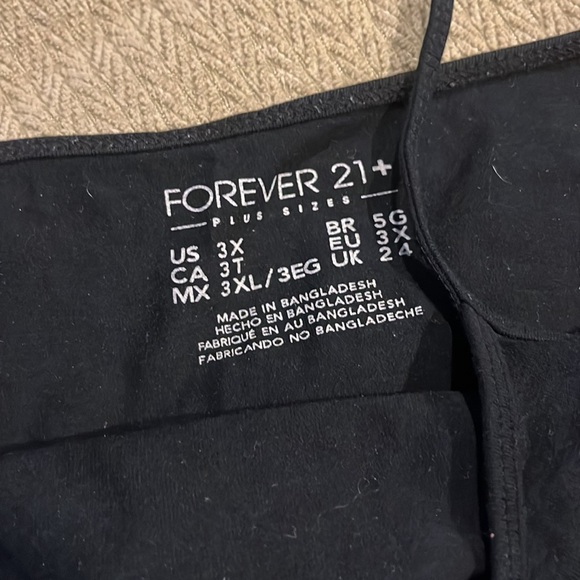 FOREVER 21+
PLUS SIZES
US 3X BR 5G
CA 3T EU 3X
MX 3XL/3EG UK 24
MADE IN BANGLADESH
HECHO EN BANGLADESH
FABRIQUÉ EN AU BANGLADESH
FABRICANDO NO BANGLADECHE